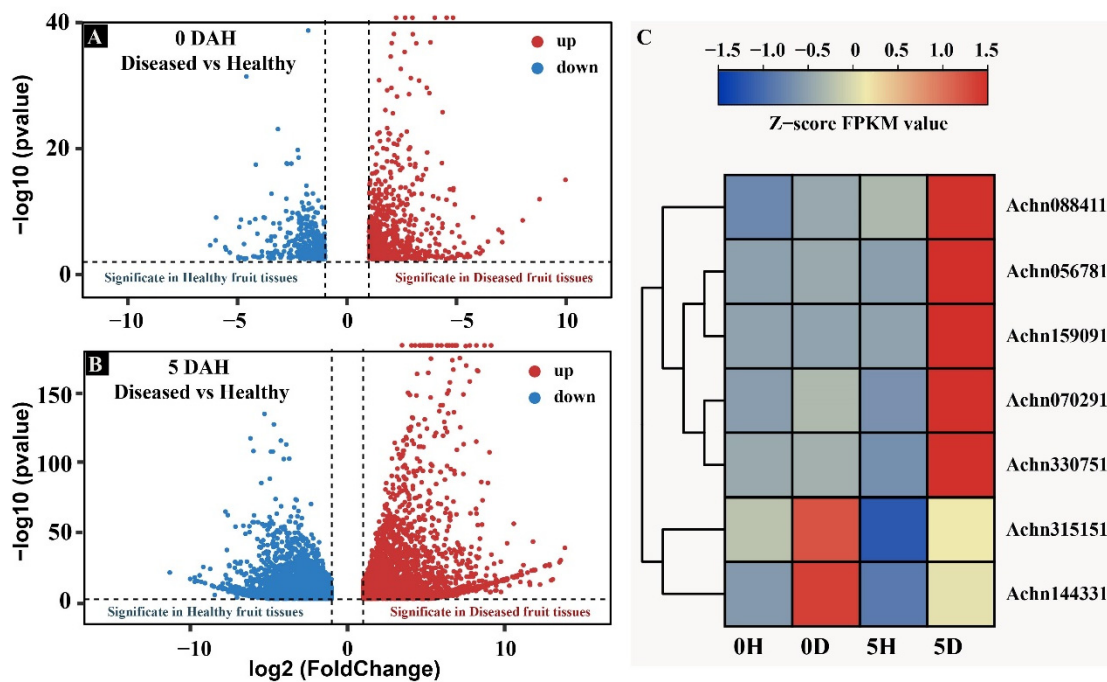 A
0 DAH
Diseased vs Healthy
up
down
40
20
0
−log10 (pvalue)
Significate in Healthy fruit tissues
Significate in Diseased fruit tissues
−10
−5
0
−5
10
B
5 DAH
Diseased vs Healthy
up
down
150
100
50
0
−log10 (pvalue)
Significate in Healthy fruit tissues
Significate in Diseased fruit tissues
−10
0
10
log2 (FoldChange)
C
−1.5 −1.0 −0.5 0 0.5 1.0 1.5
Z−score FPKM value
Achn088411
Achn056781
Achn159091
Achn070291
Achn330751
Achn315151
Achn144331
0H 0D 5H 5D